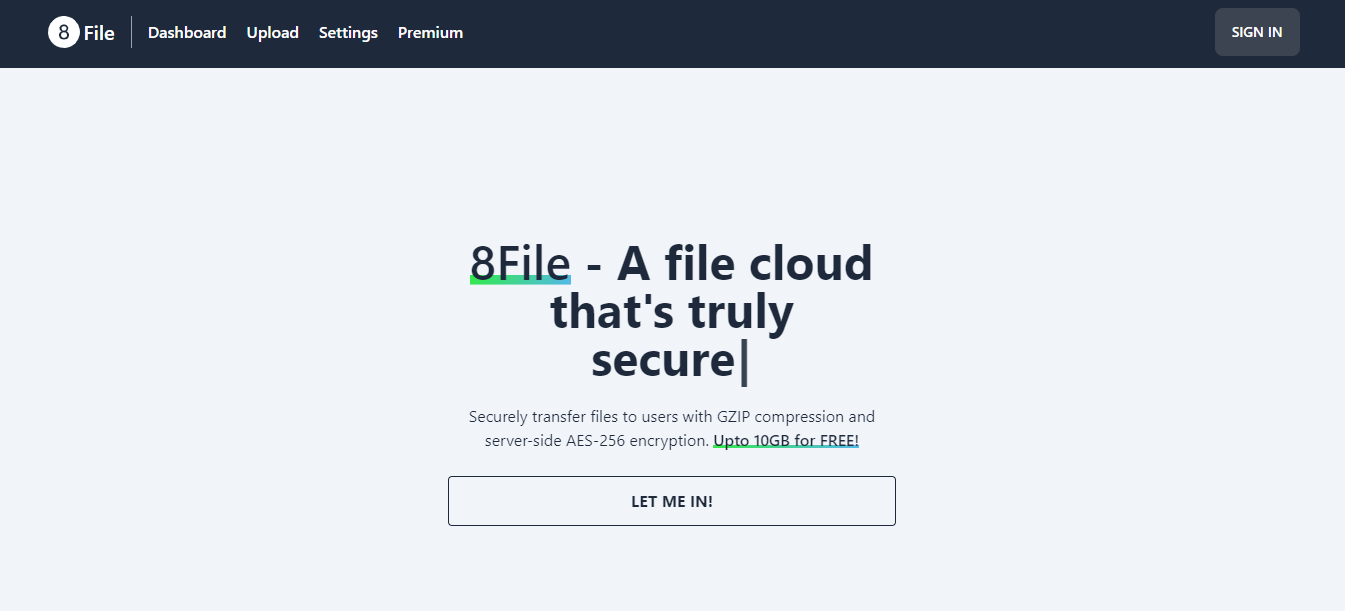 8 File Dashboard Upload Settings Premium SIGN IN
8File - A file cloud
that's truly
secure|
Securely transfer files to users with GZIP compression and
server-side AES-256 encryption. Upto 10GB for FREE!
LET ME IN!